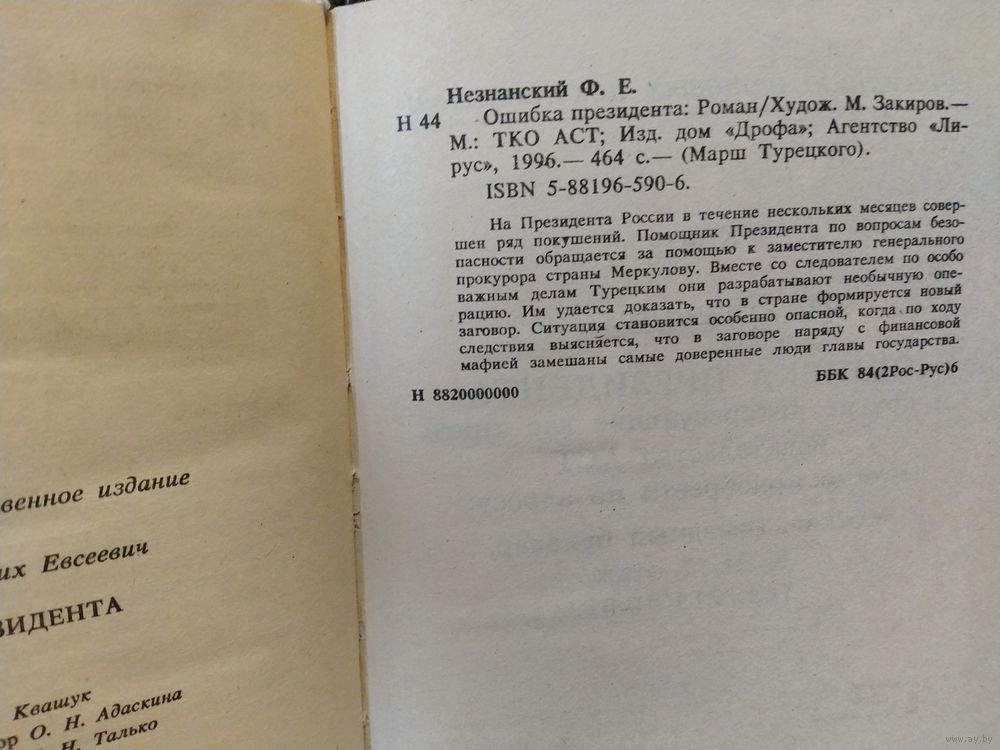 венное издание
их Евсеевич
ЗИДЕНТА
Квашук
ор О. Н. Адаскина
Н. Талько
Незнанский Ф. Е.
Н 44 Ошибка президента: Роман/Худож. М. Закиров.—
М.: ТКО АСТ; Изд. дом «Дрофа»; Агентство «Ли-
рус», 1996.— 464 с.— (Марш Турецкого).
ISBN 5-88196-590-6.
На Президента России в течение нескольких месяцев совер-
шен ряд покушений. Помощник Президента по вопросам безо-
пасности обращается за помощью к заместителю генерального
прокурора страны Меркулову. Вместе со следователем по особо
важным делам Турецким они разрабатывают необычную опе-
рацию. Им удается доказать, что в стране формируется новый
заговор. Ситуация становится особенно опасной, когда по ходу
следствия выясняется, что в заговоре наряду с финансовой
мафией замешаны самые доверенные люди главы государства.
Н 8820000000
ББК 84(2Рос-Рус)6
www.ay.by